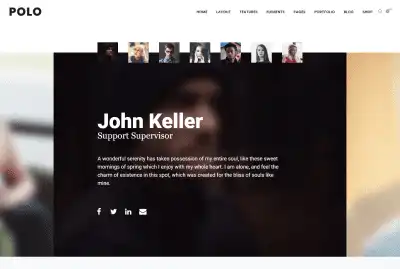 POLO
HOME LAYOUT FEATURES ELEMENTS PAGES PORTFOLIO BLOG SHOP
John Keller
Support Supervisor
A wonderful serenity has taken possession of my entire soul, like these sweet
mornings of spring which I enjoy with my whole heart. I am alone, and feel the
charm of existence in this spot, which was created for the bliss of souls like
mine.